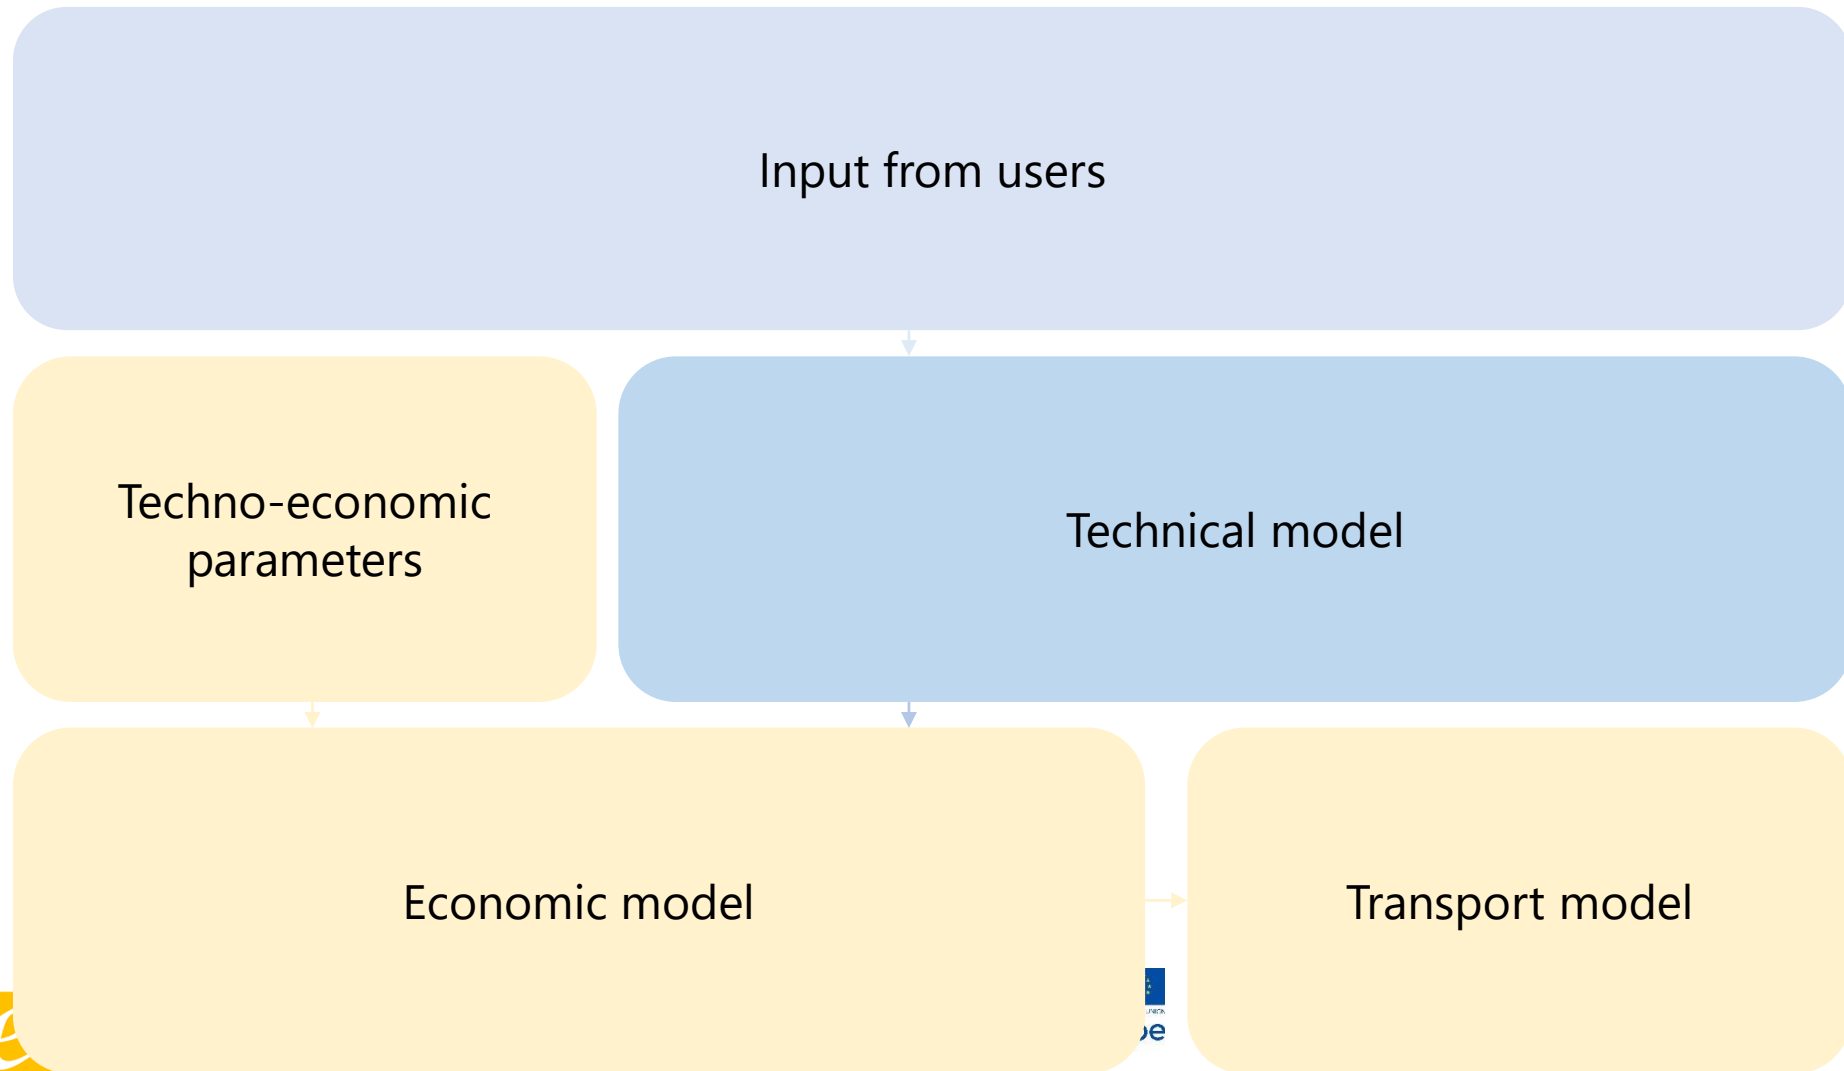 Input from users
Techno-economic
parameters
Technical model
Economic model
Transport model